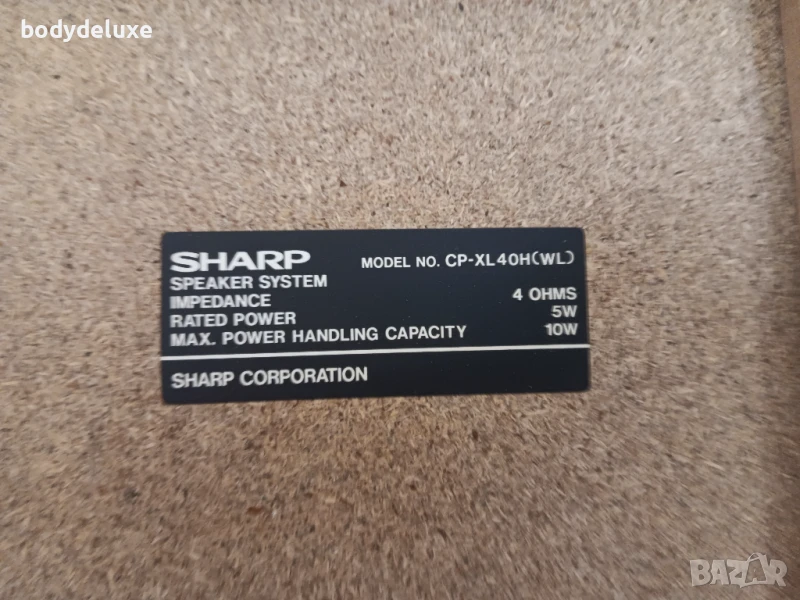 bodydeluxe
SHARP MODEL NO. CP-XL40H(WL)
SPEAKER SYSTEM
IMPEDANCE 4 OHMS
RATED POWER 5W
MAX. POWER HANDLING CAPACITY 10W
SHARP CORPORATION
BAZAR